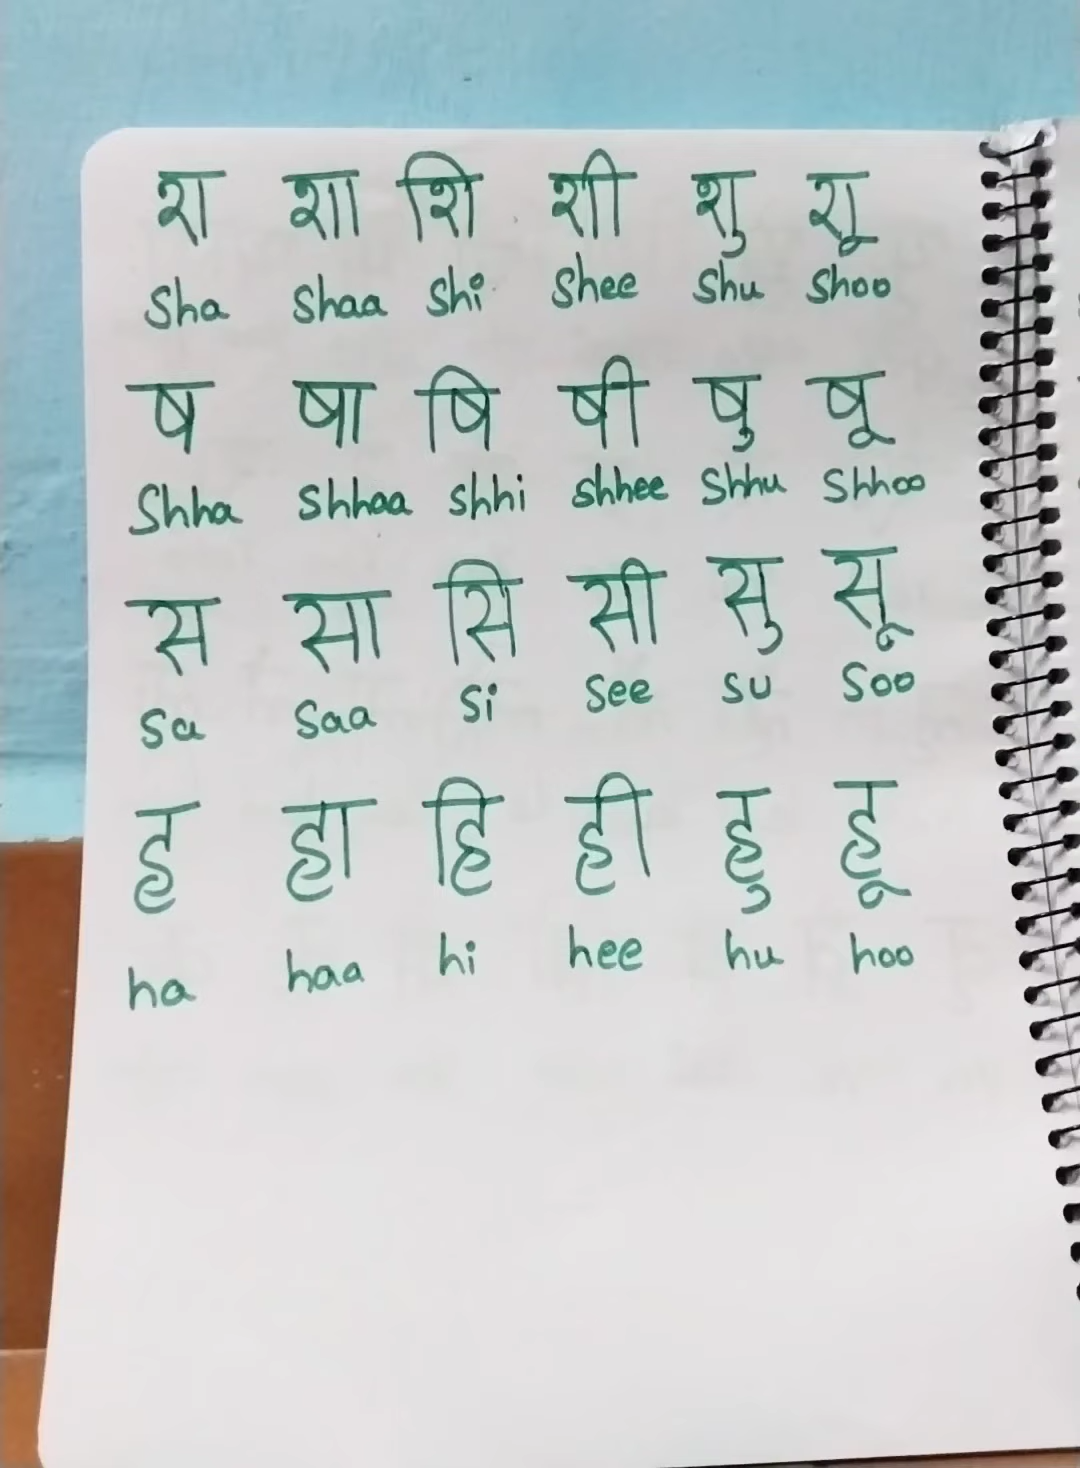 श शा शि शी शु शू
Sha Shaa Shi Shee Shu Shoo
ष षा षि षी षु षू
Shha Shhaa shhi shhee Shhu Shhoo
स सा सि सी सु सू
Sa Saa Si See su Soo
ह हा हि ही हु हू
ha haa hi hee hu hoo